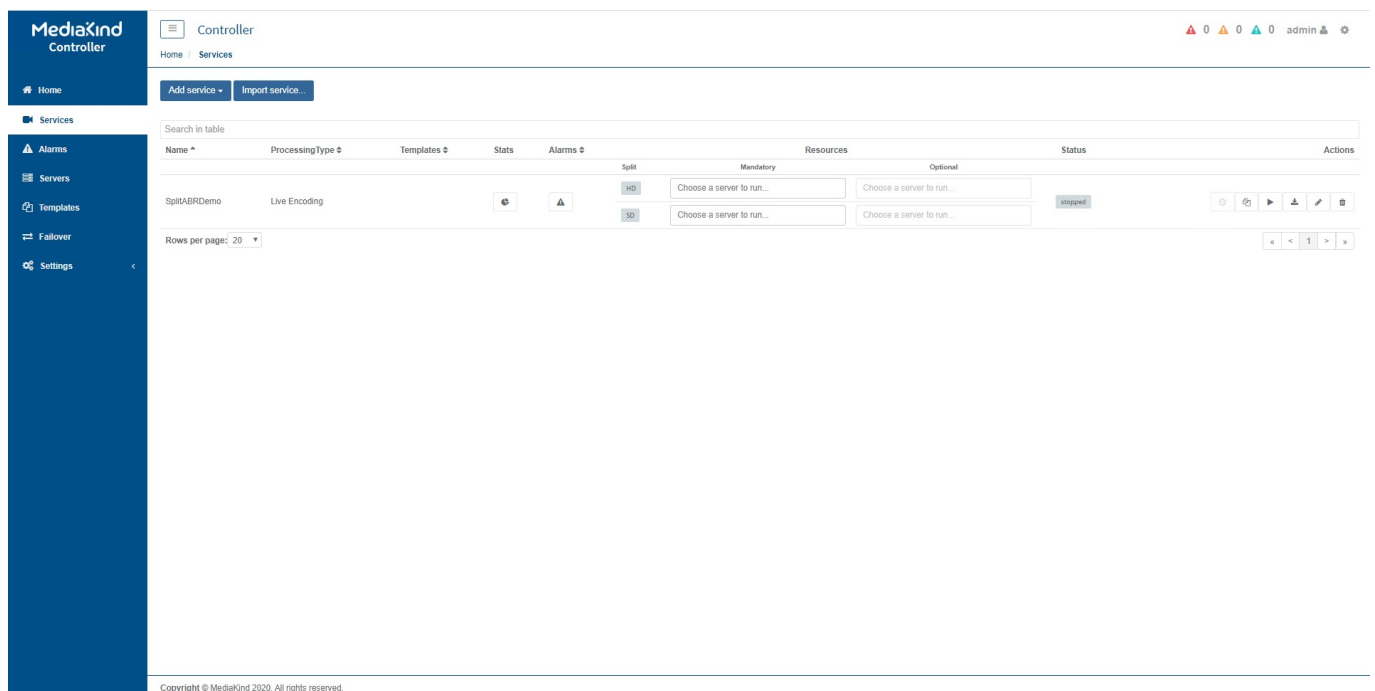 MediaKind
Controller
Controller
0 0 0 admin
Home / Services
Home
Services
Alarms
Servers
Templates
Failover
Settings
Add service
Import service...
Search in table
Name ProcessingType Templates Stats Alarms Resources Status Actions
Split Mandatory Optional
SplitABRDemo Live Encoding
HD Choose a server to run... Choose a server to run...
SD Choose a server to run... Choose a server to run...
stopped
Rows per page: 20
« < 1 > »
Copyright © MediaKind 2020. All rights reserved.